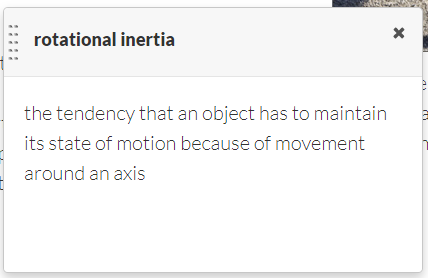 rotational inertia
the tendency that an object has to maintain
its state of motion because of movement
around an axis